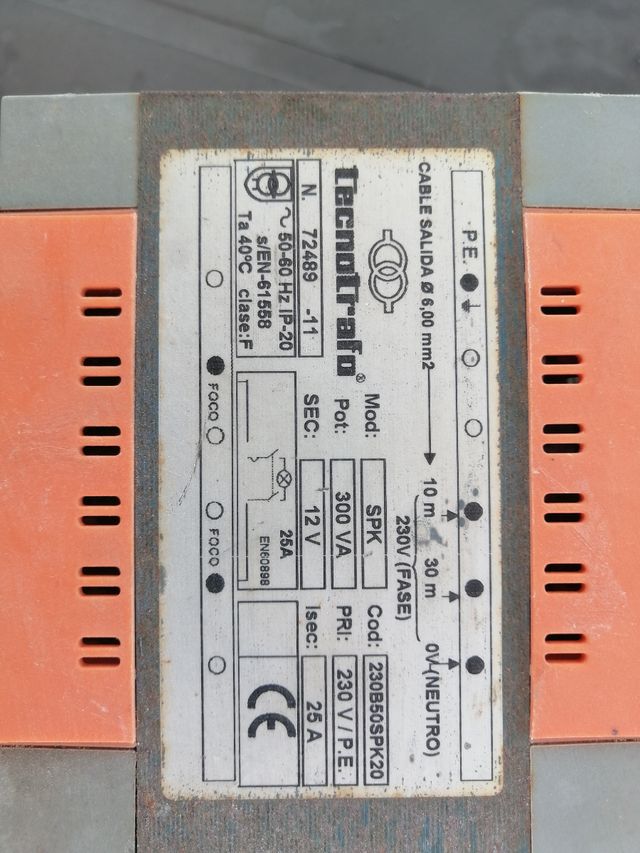 P.E.
CABLE SALIDA Ø 6,00 mm2
10 m
30 m
0V-(NEUTRO)
230V (FASE)
Tecnotrafo®
Mod: SPK
Cod: 230B50SPK20
Pot: 300 VA
PRI: 230 V / P.E.
N. 72489 -11
SEC: 12 V
Isec: 25 A
50-60 Hz IP-20
s/EN-61558
Ta 40ºC clase:F
25A
EN60898
CE
FOCO
FOCO